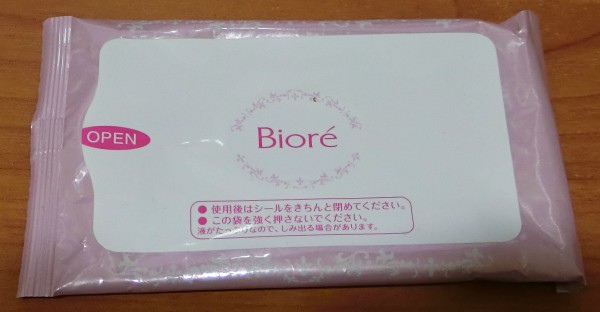 OPEN
Bioré
● 使用後はシールをきちんと閉めてください。
● この袋を強く押さないでください。
液がたっぷりなので、しみ出る場合があります。